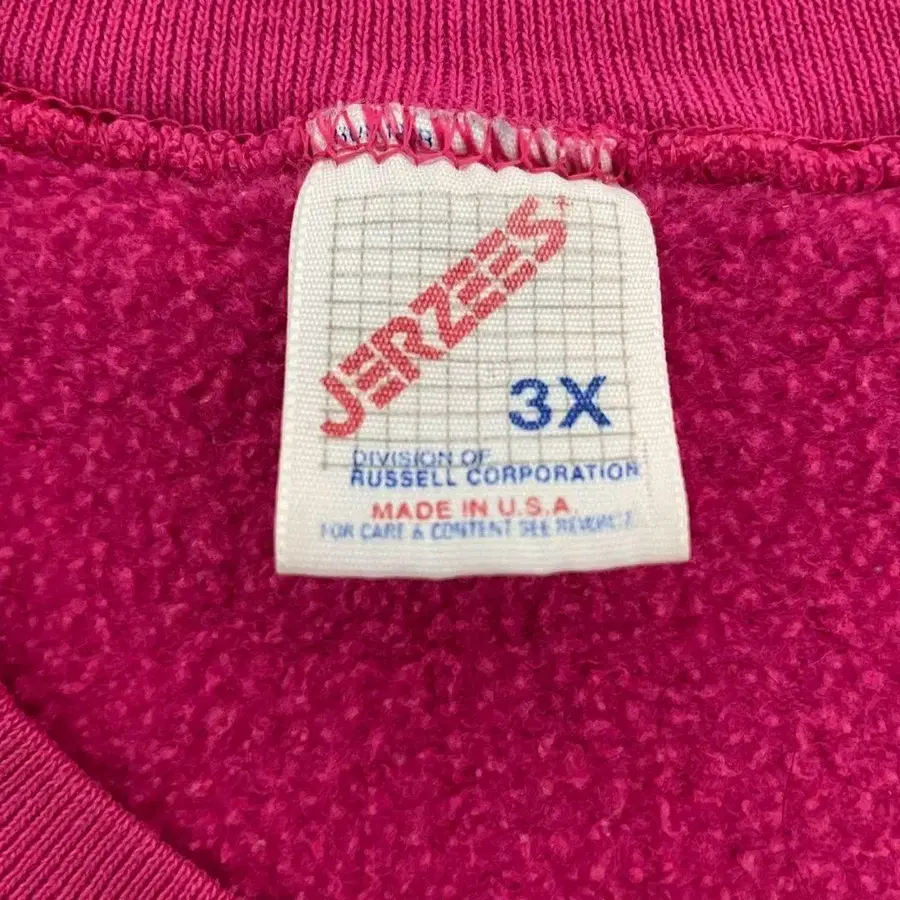 JERZEES
3X
DIVISION OF
RUSSELL CORPORATION
MADE IN U.S.A.
FOR CARE & CONTENT SEE REVERSE